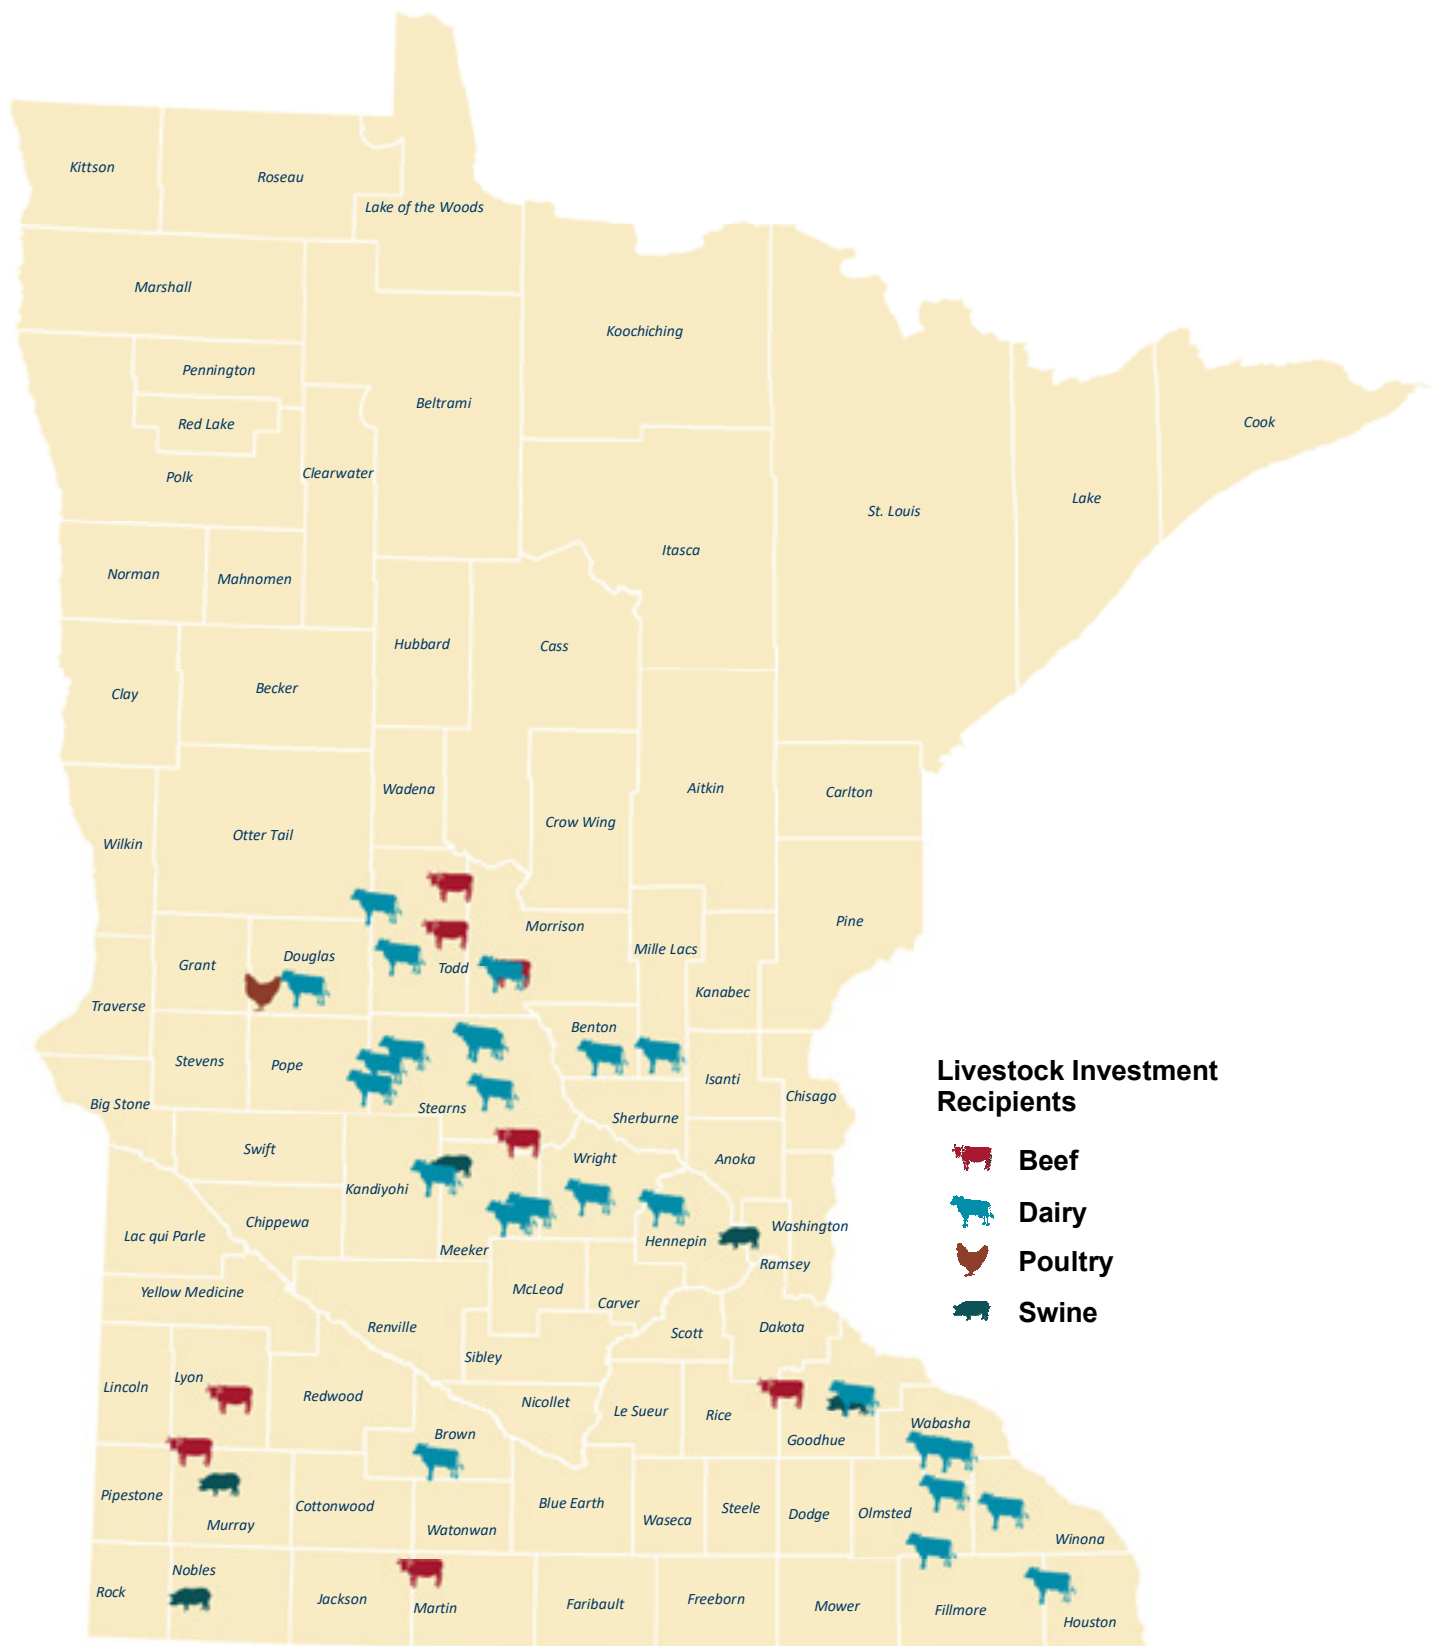 Kittson
Roseau
Lake of the Woods
Marshall
Koochiching
Pennington
Beltrami
Red Lake
Cook
Clearwater
Polk
Lake
St. Louis
Itasca
Norman
Mahnomen
Hubbard
Cass
Becker
Clay
Wadena
Aitkin
Carlton
Crow Wing
Otter Tail
Wilkin
Pine
Morrison
Mille Lacs
Douglas
Grant
Todd
Kanabec
Traverse
Benton
Stevens
Pope
Isanti
Chisago
Big Stone
Stearns
Sherburne
Swift
Wright
Anoka
Kandiyohi
Chippewa
Washington
Lac qui Parle
Hennepin
Meeker
Ramsey
Yellow Medicine
McLeod
Carver
Renville
Dakota
Scott
Sibley
Lyon
Lincoln
Redwood
Nicollet
Le Sueur
Rice
Wabasha
Brown
Goodhue
Pipestone
Cottonwood
Blue Earth
Steele
Olmsted
Dodge
Waseca
Murray
Watonwan
Winona
Nobles
Rock
Jackson
Martin
Faribault
Freeborn
Mower
Fillmore
Houston
Livestock Investment
Recipients
Beef
Dairy
Poultry
Swine